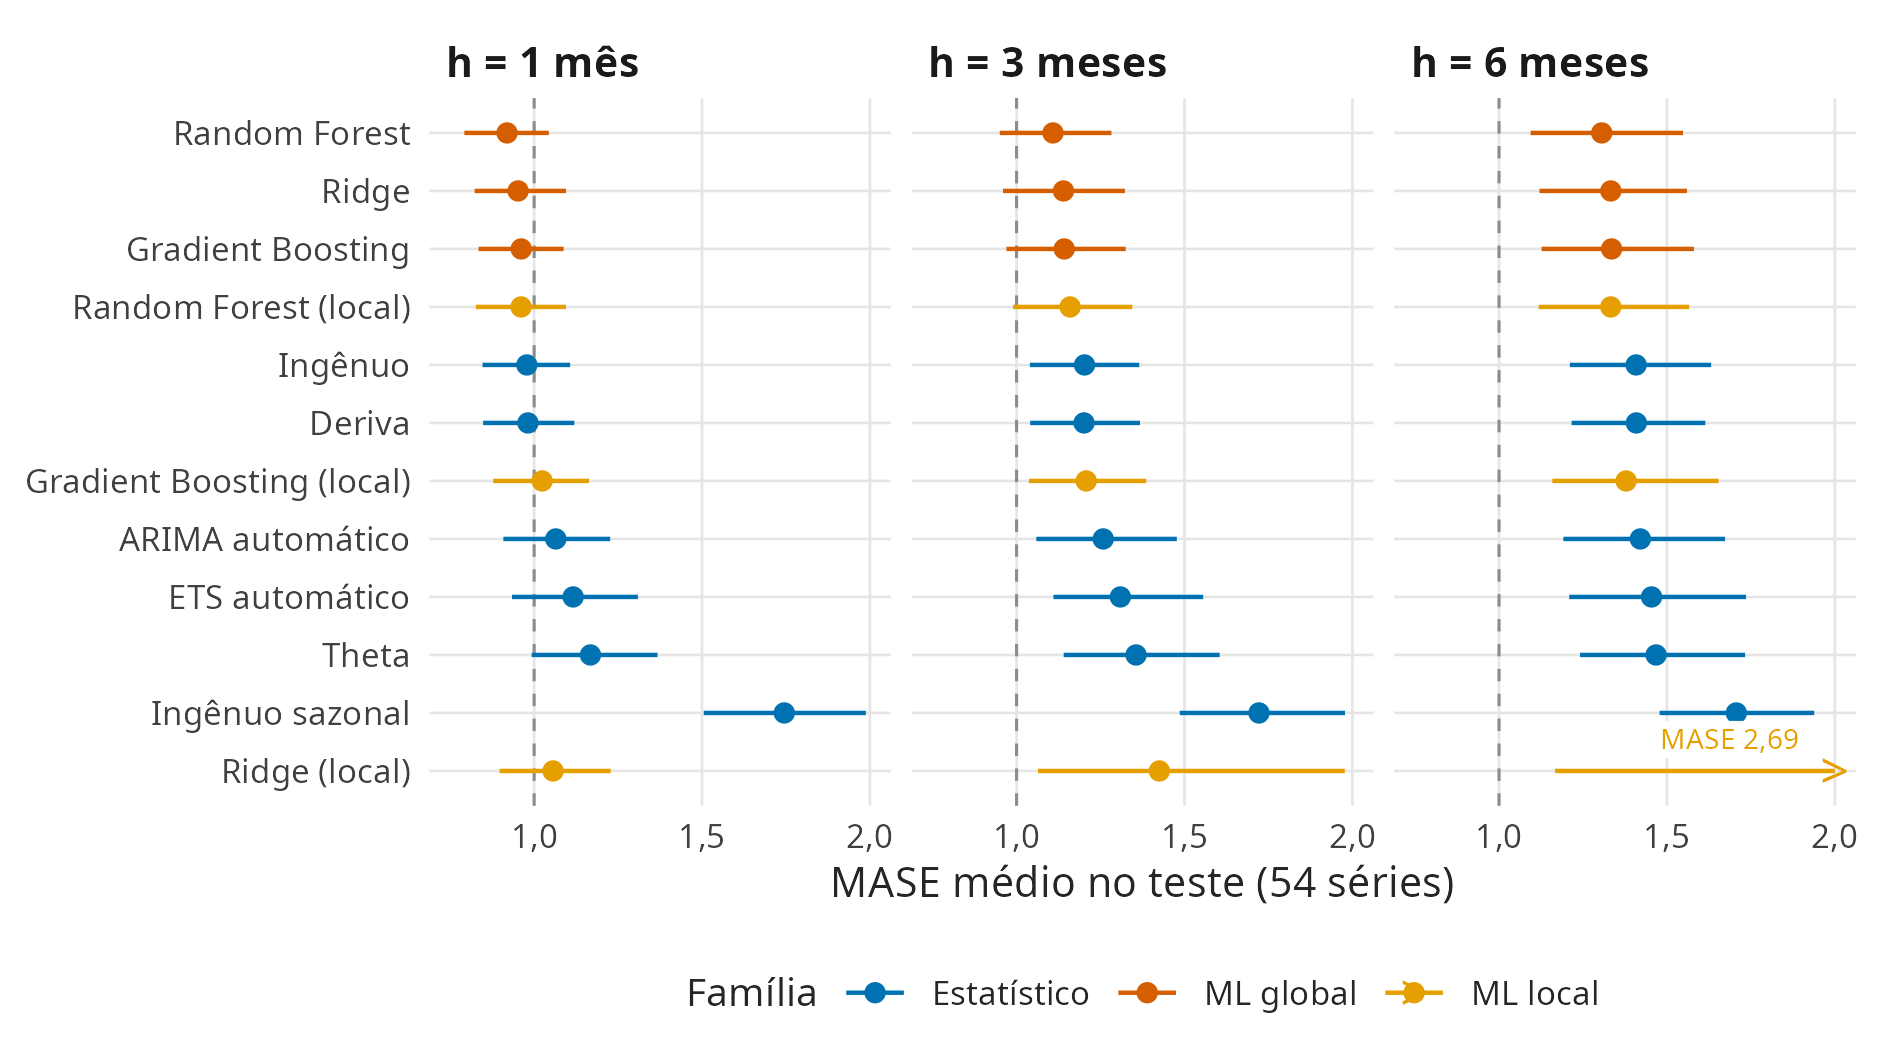 h = 1 mês
h = 3 meses
h = 6 meses
Random Forest
Ridge
Gradient Boosting
Random Forest (local)
Ingênuo
Deriva
Gradient Boosting (local)
ARIMA automático
ETS automático
Theta
Ingênuo sazonal
MASE 2,69
Ridge (local)
1,0 1,5 2,0 1,0 1,5 2,0 1,0 1,5 2,0
MASE médio no teste (54 séries)
Família Estatístico ML global ML local